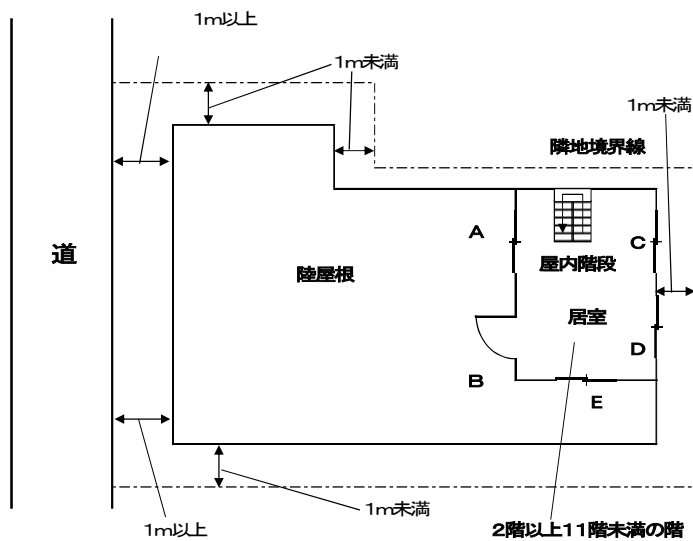 1m以上
1m未満
1m未満
隣地境界線
A
C
道
陸屋根
屋内階段
居室
B
D
E
1m未満
1m以上
2階以上11階未満の階